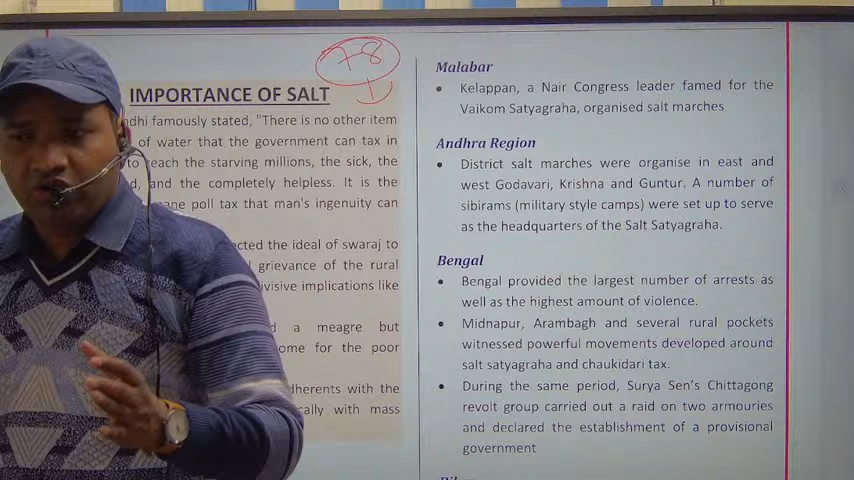 78
IMPORTANCE OF SALT
ndhi famously stated, "There is no other item
of water that the government can tax in
to reach the starving millions, the sick, the
d, and the completely helpless. It is the
ane poll tax that man's ingenuity can
cted the ideal of swaraj to
grievance of the rural
ivisive implications like
d a meagre but
ome for the poor
dherents with the
cally with mass
Malabar
• Kelappan, a Nair Congress leader famed for the
Vaikom Satyagraha, organised salt marches
Andhra Region
• District salt marches were organise in east and
west Godavari, Krishna and Guntur. A number of
sibirams (military style camps) were set up to serve
as the headquarters of the Salt Satyagraha.
Bengal
• Bengal provided the largest number of arrests as
well as the highest amount of violence.
• Midnapur, Arambagh and several rural pockets
witnessed powerful movements developed around
salt satyagraha and chaukidari tax.
• During the same period, Surya Sen's Chittagong
revolt group carried out a raid on two armouries
and declared the establishment of a provisional
government